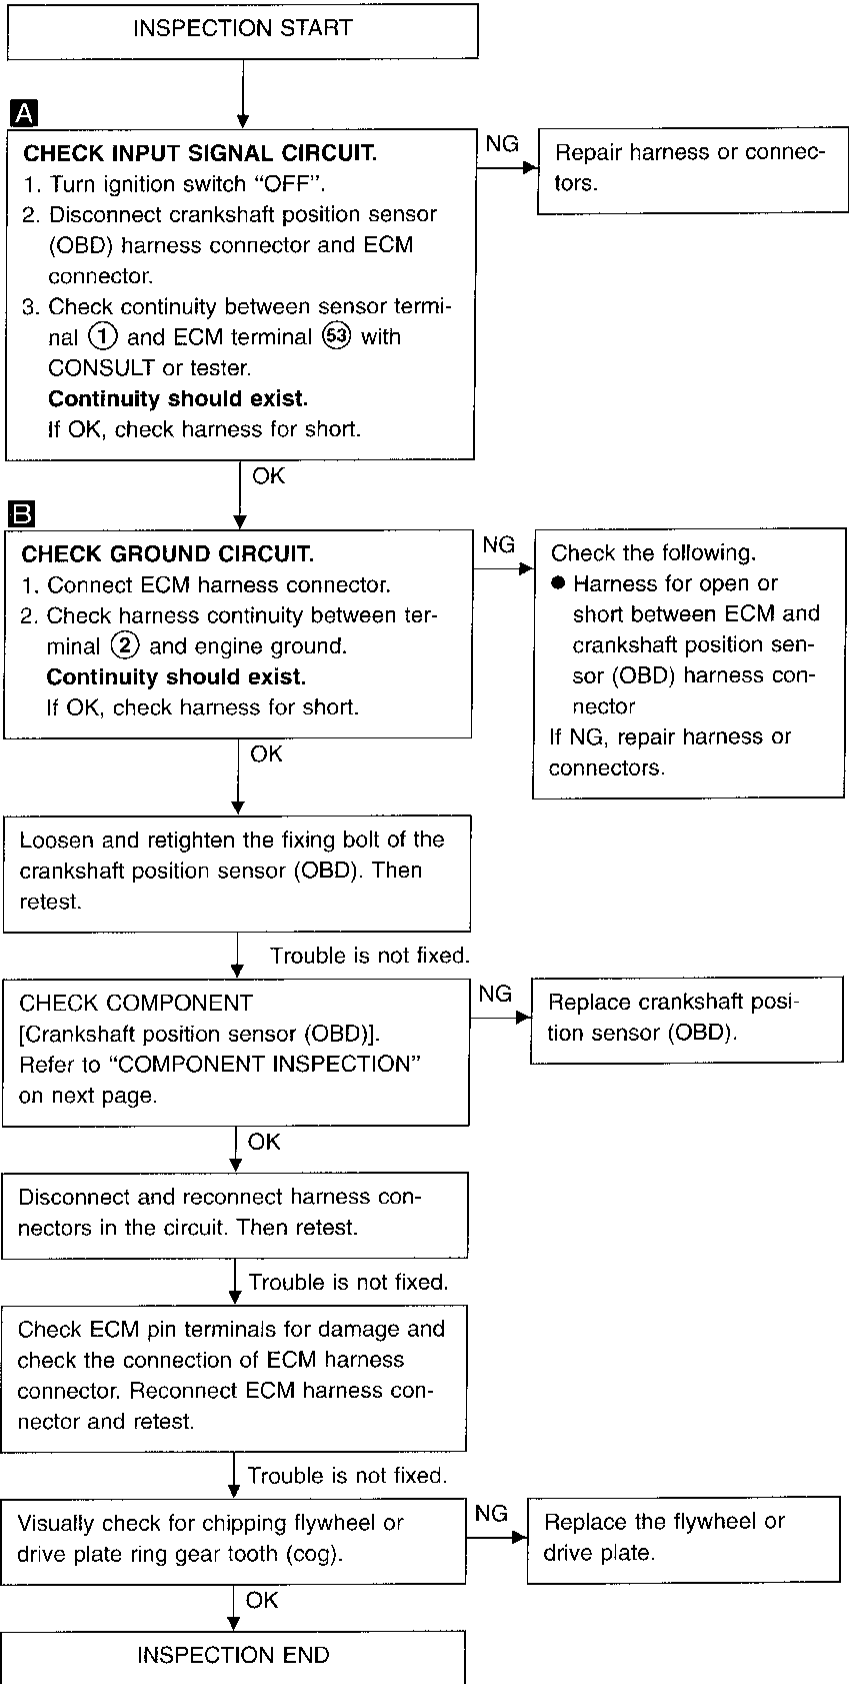 INSPECTION START
A
CHECK INPUT SIGNAL CIRCUIT.
1. Turn ignition switch “OFF”.
2. Disconnect crankshaft position sensor
(OBD) harness connector and ECM
connector.
3. Check continuity between sensor termi-
nal ① and ECM terminal ㊾ with
CONSULT or tester.
Continuity should exist.
If OK, check harness for short.
NG
Repair harness or connec-
tors.
OK
B
CHECK GROUND CIRCUIT.
1. Connect ECM harness connector.
2. Check harness continuity between ter-
minal ② and engine ground.
Continuity should exist.
If OK, check harness for short.
NG
Check the following.
● Harness for open or
short between ECM and
crankshaft position sen-
sor (OBD) harness con-
nector
If NG, repair harness or
connectors.
OK
Loosen and retighten the fixing bolt of the
crankshaft position sensor (OBD). Then
retest.
Trouble is not fixed.
CHECK COMPONENT
[Crankshaft position sensor (OBD)].
Refer to “COMPONENT INSPECTION”
on next page.
NG
Replace crankshaft posi-
tion sensor (OBD).
OK
Disconnect and reconnect harness con-
nectors in the circuit. Then retest.
Trouble is not fixed.
Check ECM pin terminals for damage and
check the connection of ECM harness
connector. Reconnect ECM harness con-
nector and retest.
Trouble is not fixed.
Visually check for chipping flywheel or
drive plate ring gear tooth (cog).
NG
Replace the flywheel or
drive plate.
OK
INSPECTION END